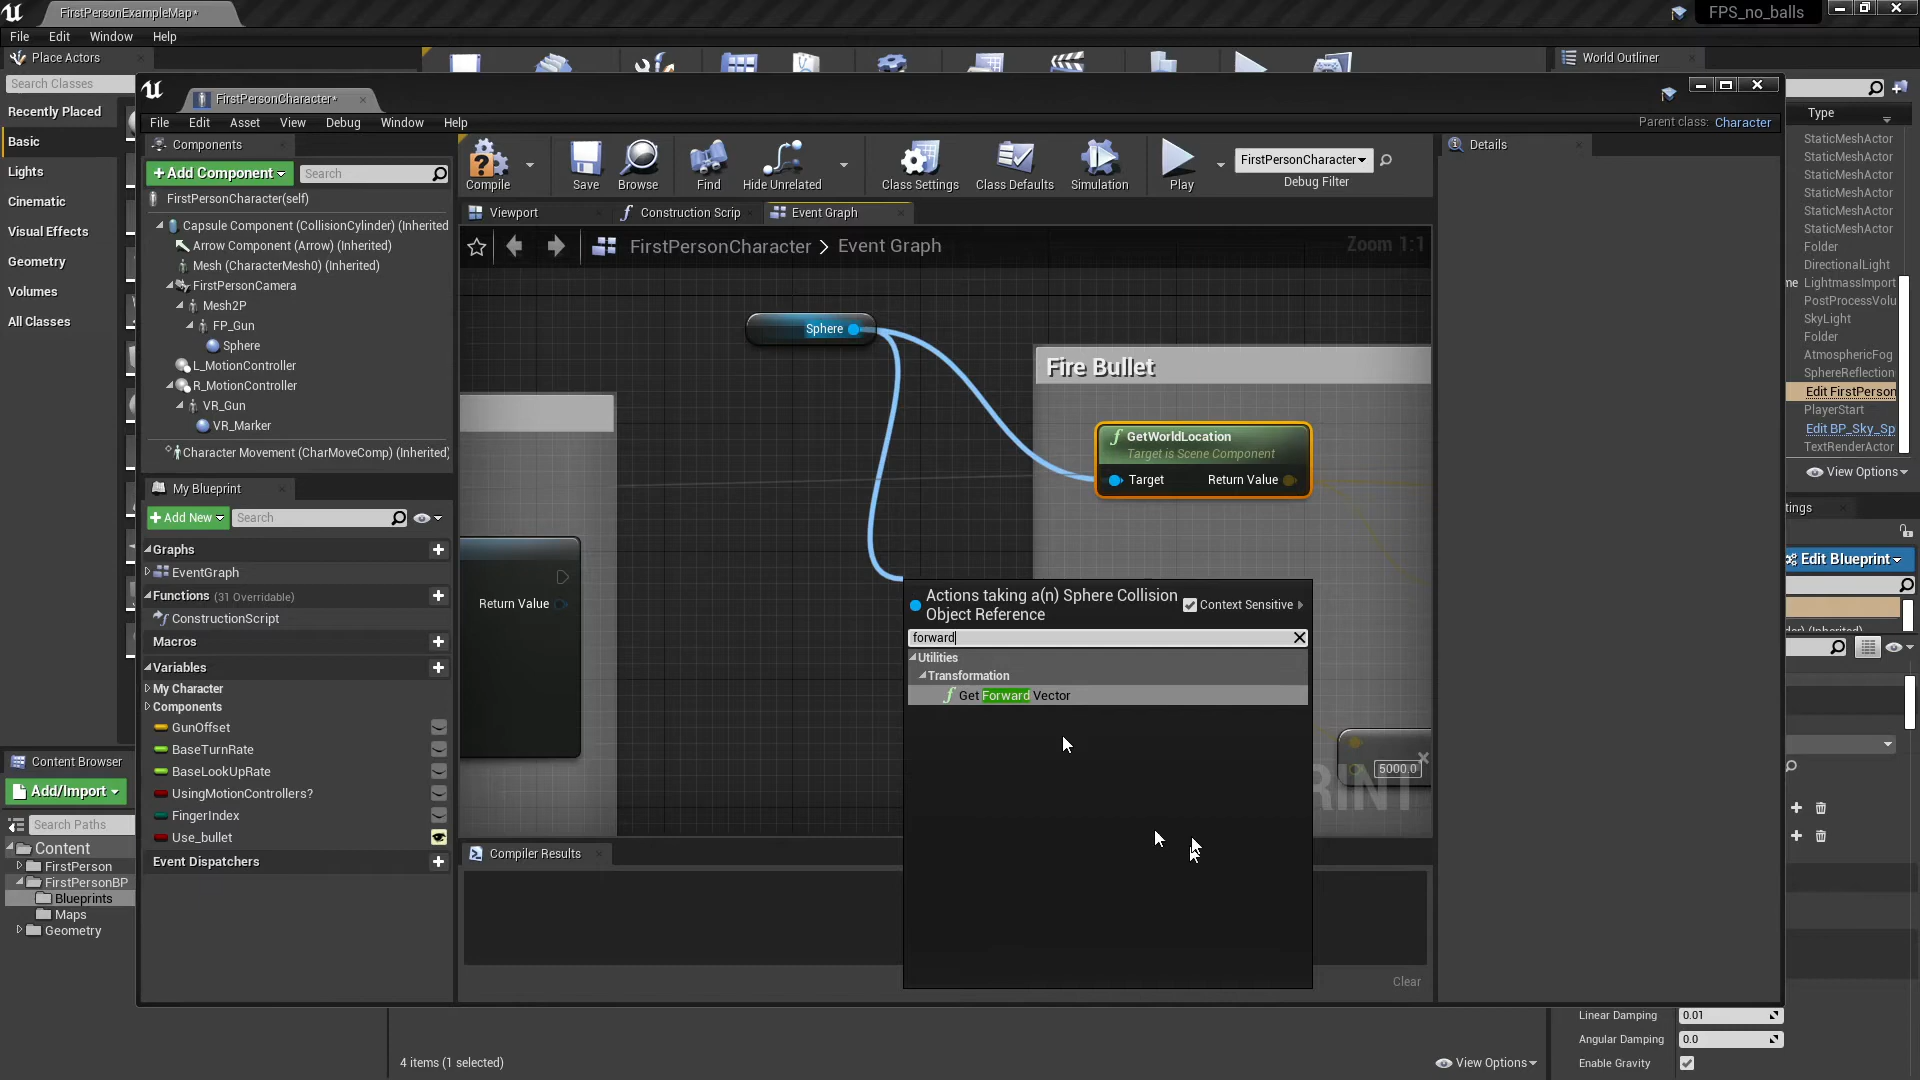 FirstPersonExampleMap*
FPS_no_balls
File Edit Window Help
Place Actors
World Outliner
Search Classes
Recently Placed
Basic
Lights
Cinematic
Visual Effects
Geometry
Volumes
All Classes
FirstPersonCharacter*
File Edit Asset View Debug Window Help
Parent class: Character
Components
+Add Component
Search
FirstPersonCharacter(self)
Capsule Component (CollisionCylinder) (Inherited
Arrow Component (Arrow) (Inherited)
Mesh (CharacterMesh0) (Inherited)
FirstPersonCamera
Mesh2P
FP_Gun
Sphere
L_MotionController
R_MotionController
VR_Gun
VR_Marker
Character Movement (CharMoveComp) (Inherited)
My Blueprint
+Add New
Search
Graphs
EventGraph
Functions (31 Overridable)
ConstructionScript
Macros
Variables
My Character
Components
GunOffset
BaseTurnRate
BaseLookUpRate
UsingMotionControllers?
FingerIndex
Use_bullet
Event Dispatchers
Compile
Save
Browse
Find
Hide Unrelated
Class Settings
Class Defaults
Simulation
Play
FirstPersonCharacter
Debug Filter
Viewport
Construction Scrip
Event Graph
FirstPersonCharacter > Event Graph
Zoom 1:1
Sphere
Fire Bullet
GetWorldLocation
Target is Scene Component
Target
Return Value
Return Value
Actions taking a(n) Sphere Collision
Object Reference
Context Sensitive
forward
Utilities
Transformation
Get Forward Vector
5000.0
RINT
Compiler Results
Clear
Details
Type
StaticMeshActor
StaticMeshActor
StaticMeshActor
StaticMeshActor
StaticMeshActor
StaticMeshActor
Folder
DirectionalLight
me LightmassImport
PostProcessVolu
SkyLight
Folder
AtmosphericFog
SphereReflection
Edit FirstPerson
PlayerStart
Edit BP_Sky_Sp
TextRenderActor
View Options
tings
Edit Blueprint
Content Browser
Add/Import
Search Paths
Content
FirstPerson
FirstPersonBP
Blueprints
Maps
Geometry
4 items (1 selected)
View Options
Linear Damping 0.01
Angular Damping 0.0
Enable Gravity